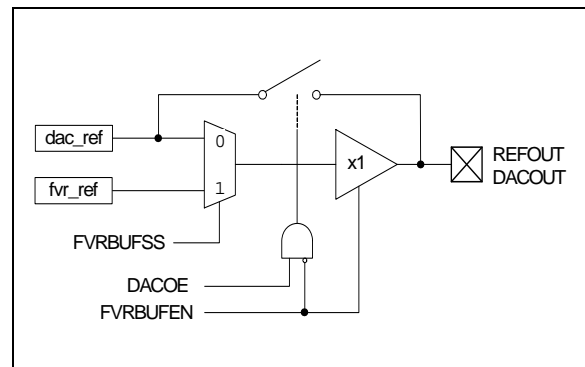 dac_ref
0
x1
REFOUT
DACOUT
fvr_ref
1
FVRBUFSS
DACOE
FVRBUFEN